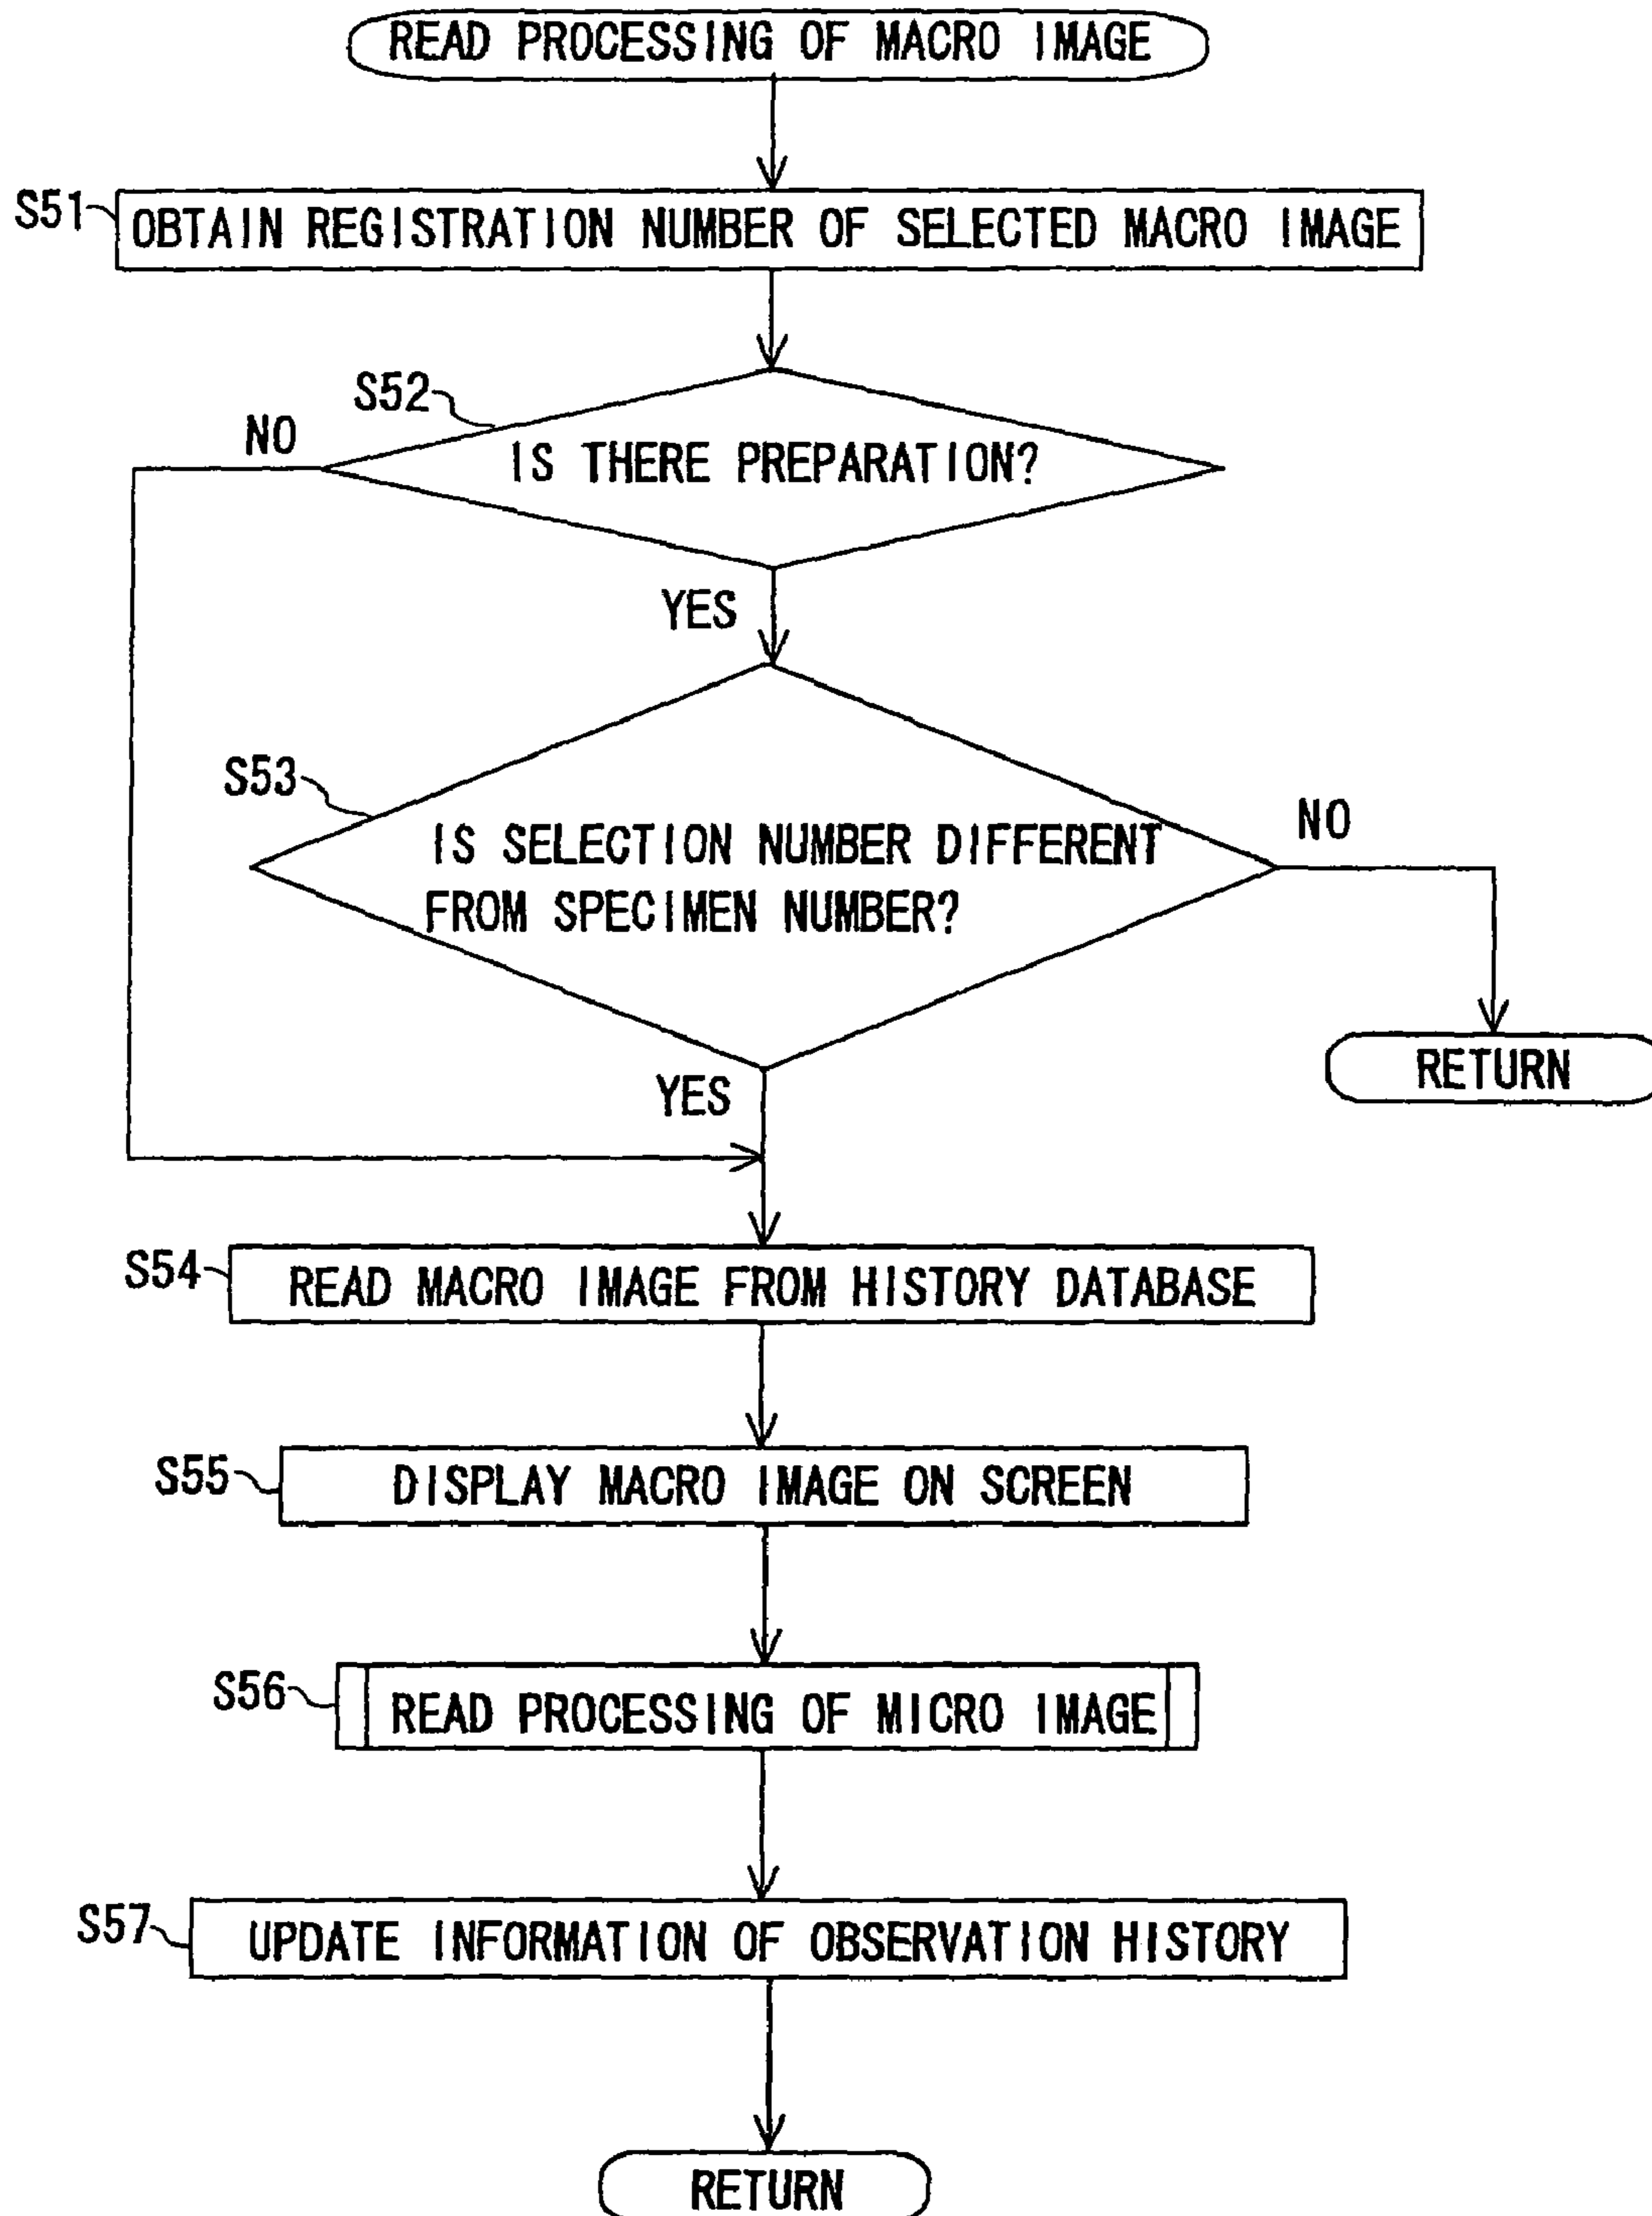 READ PROCESSING OF MACRO IMAGE
S51
OBTAIN REGISTRATION NUMBER OF SELECTED MACRO IMAGE
S52
NO
IS THERE PREPARATION?
YES
S53
IS SELECTION NUMBER DIFFERENT
FROM SPECIMEN NUMBER?
NO
RETURN
YES
S54
READ MACRO IMAGE FROM HISTORY DATABASE
S55
DISPLAY MACRO IMAGE ON SCREEN
S56
READ PROCESSING OF MICRO IMAGE
S57
UPDATE INFORMATION OF OBSERVATION HISTORY
RETURN